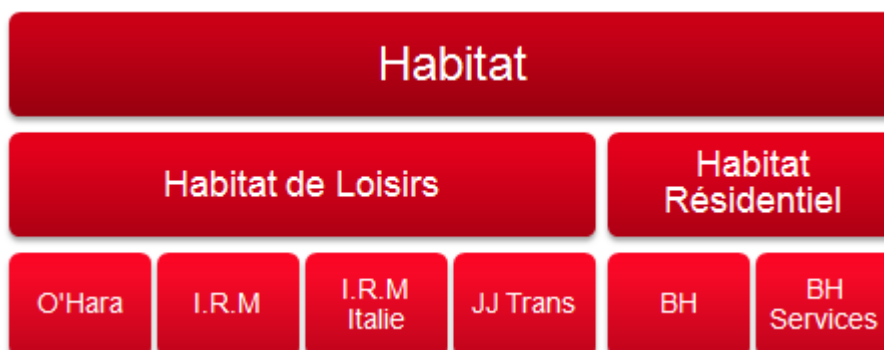 Habitat
Habitat de Loisirs
Habitat
Résidentiel
O'Hara
I.R.M
I.R.M
Italie
JJ Trans
BH
BH
Services